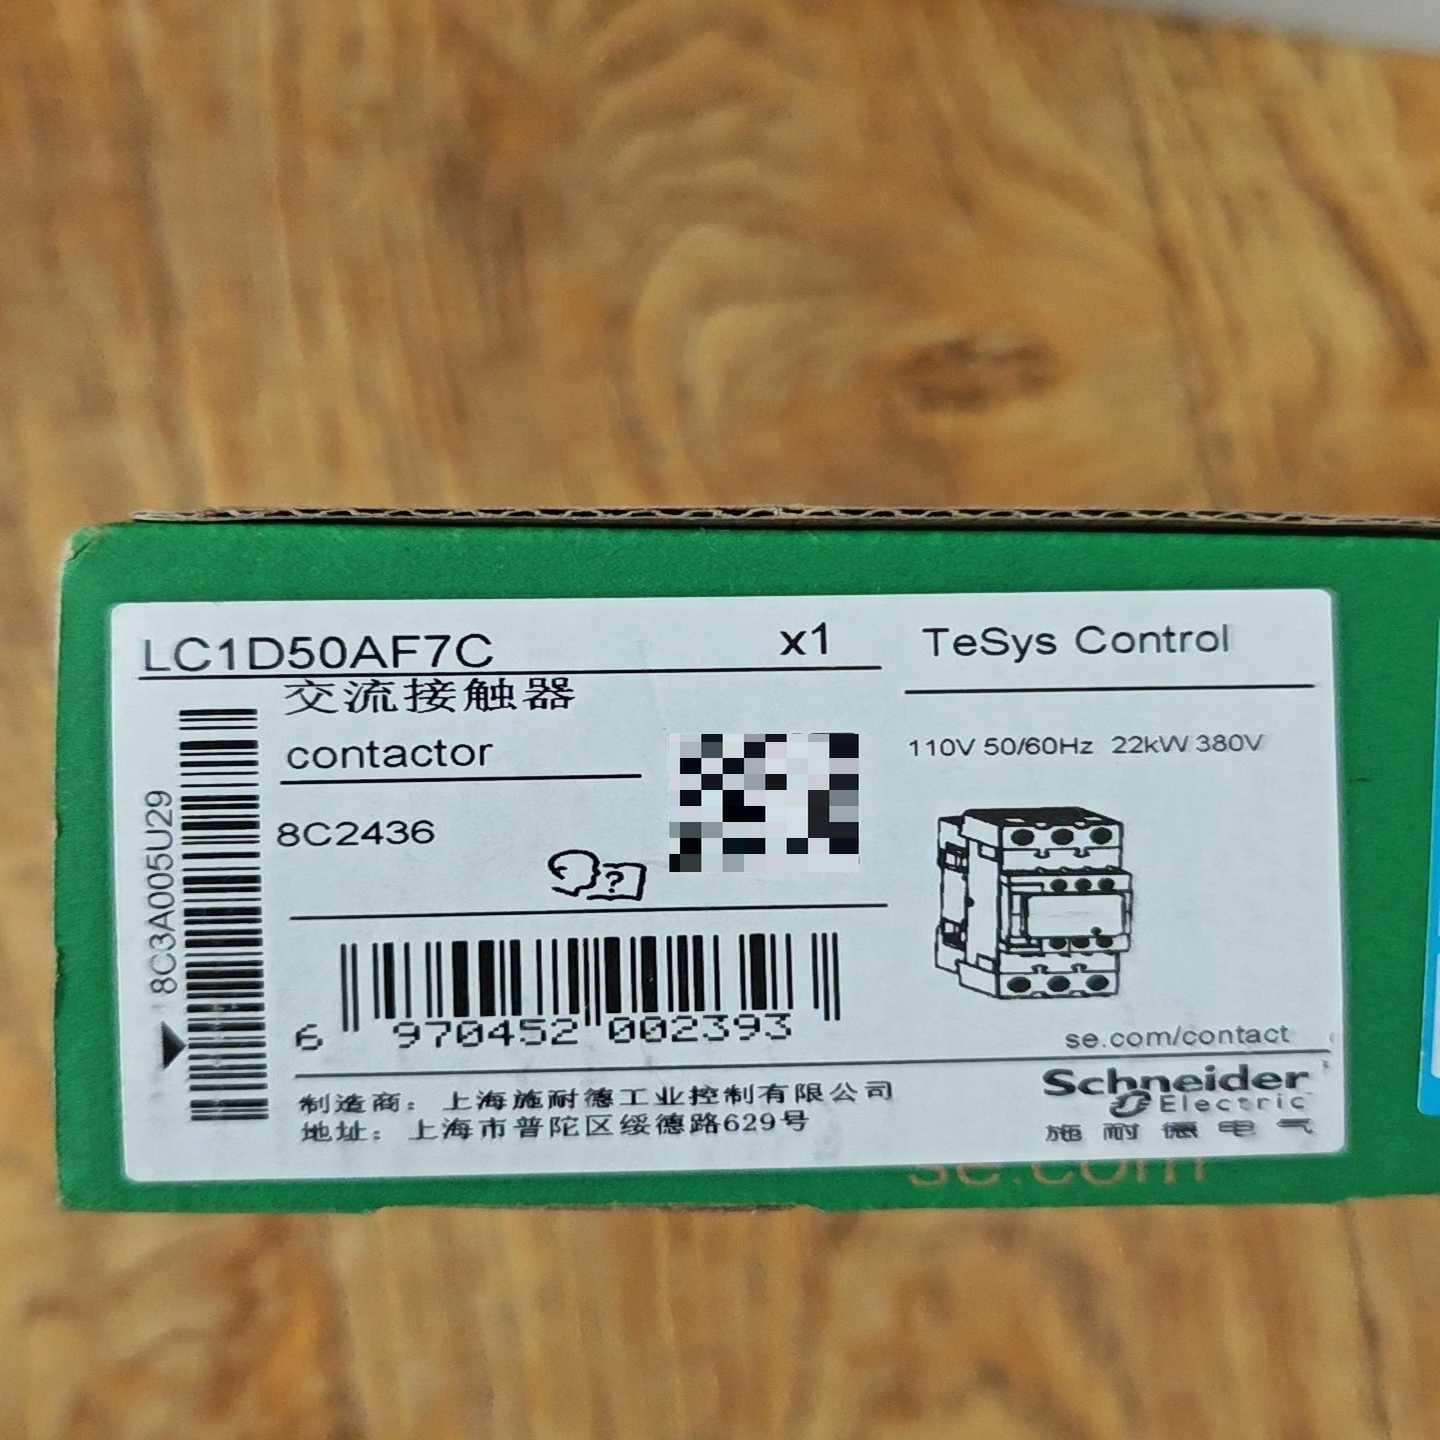 LC1D50AF7C x1
交流接触器
contactor
8C2436
8C3A005U29
?
6 970452 002393
制造商：上海施耐德工业控制有限公司
地址：上海市普陀区绥德路629号
TeSys Control
110V 50/60Hz 22kW 380V
se.com/contact
Schneider
Electric
施耐德电气
se.com